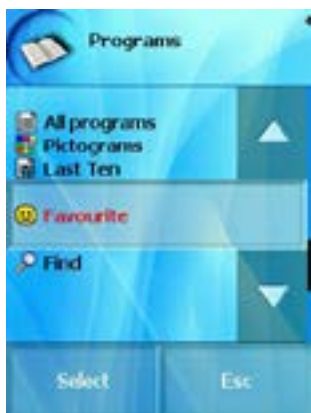 Programs
All programs
Pictograms
Last Ten
Favourite
Find
Select Esc